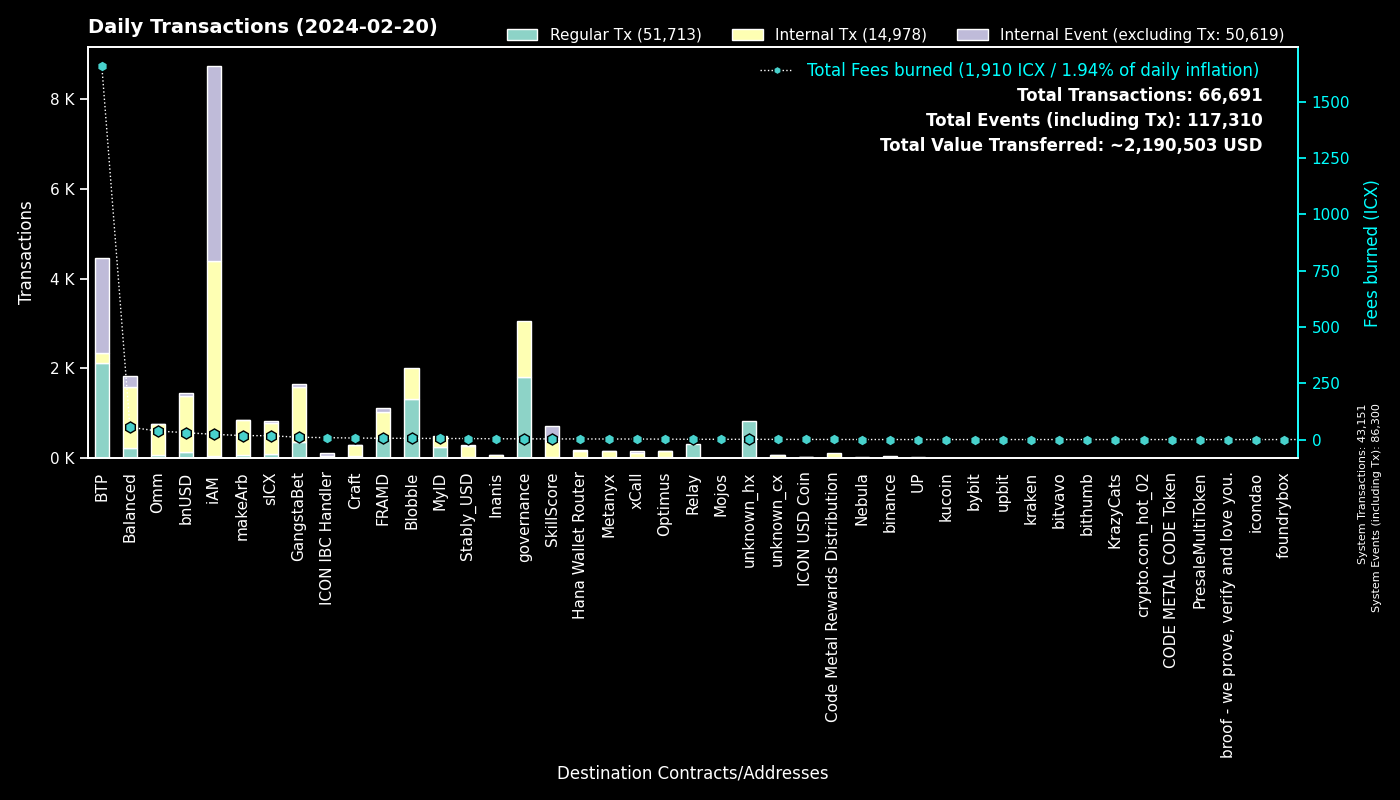 Daily Transactions (2024-02-20)
Regular Tx (51,713)
Internal Tx (14,978)
Internal Event (excluding Tx: 50,619)
Total Fees burned (1,910 ICX / 1.94% of daily inflation)
Total Transactions: 66,691
Total Events (including Tx): 117,310
Total Value Transferred: ~2,190,503 USD
Transactions
8 K
6 K
4 K
2 K
0 K
1500
1250
1000
750
500
250
0
Fees burned (ICX)
System Transactions: 43,151
System Events (including Tx): 86,300
BTP
Balanced
Omm
bnUSD
iAM
makeArb
sICX
GangstaBet
ICON IBC Handler
Craft
FRAMD
Blobble
MyID
Stably_USD
Inanis
governance
SkillScore
Hana Wallet Router
Metanyx
xCall
Optimus
Relay
Mojos
unknown_hx
unknown_cx
ICON USD Coin
Code Metal Rewards Distribution
Nebula
binance
UP
kucoin
bybit
upbit
kraken
bitvavo
bithumb
KrazyCats
crypto.com_hot_02
CODE METAL CODE Token
PresaleMultiToken
broof - we prove, verify and love you.
icondao
foundrybox
Destination Contracts/Addresses